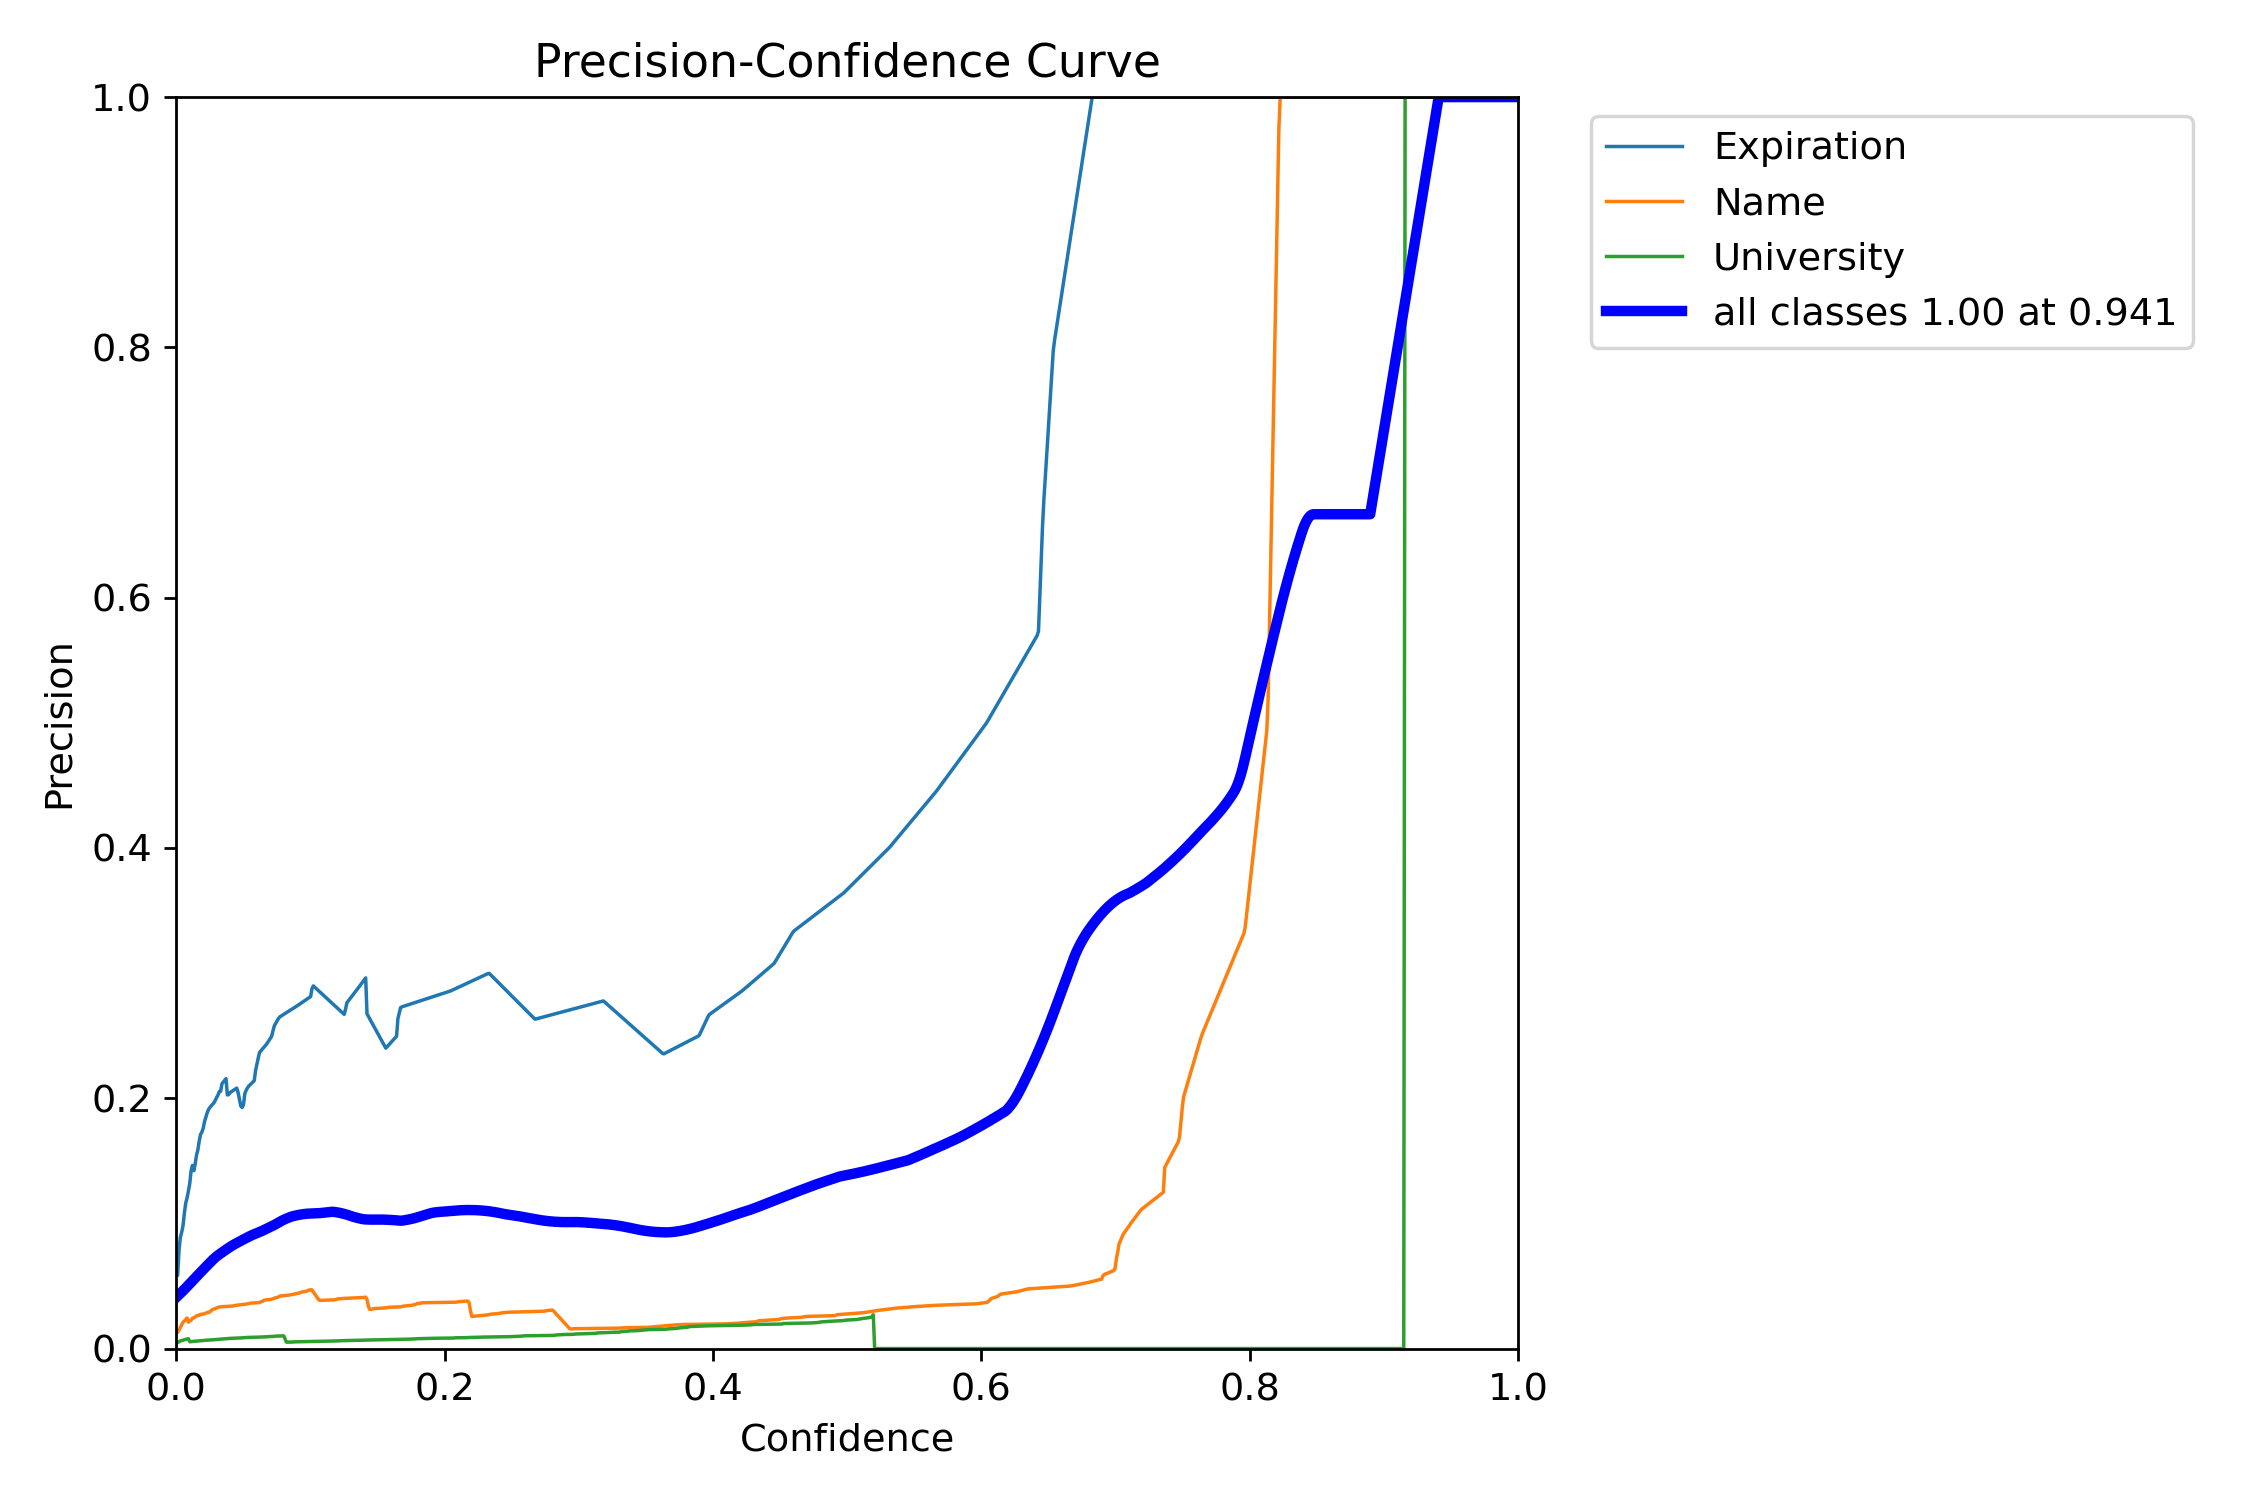 Precision-Confidence Curve
1.0
0.8
0.6
0.4
0.2
0.0
Precision
0.0 0.2 0.4 0.6 0.8 1.0
Confidence
Expiration
Name
University
all classes 1.00 at 0.941